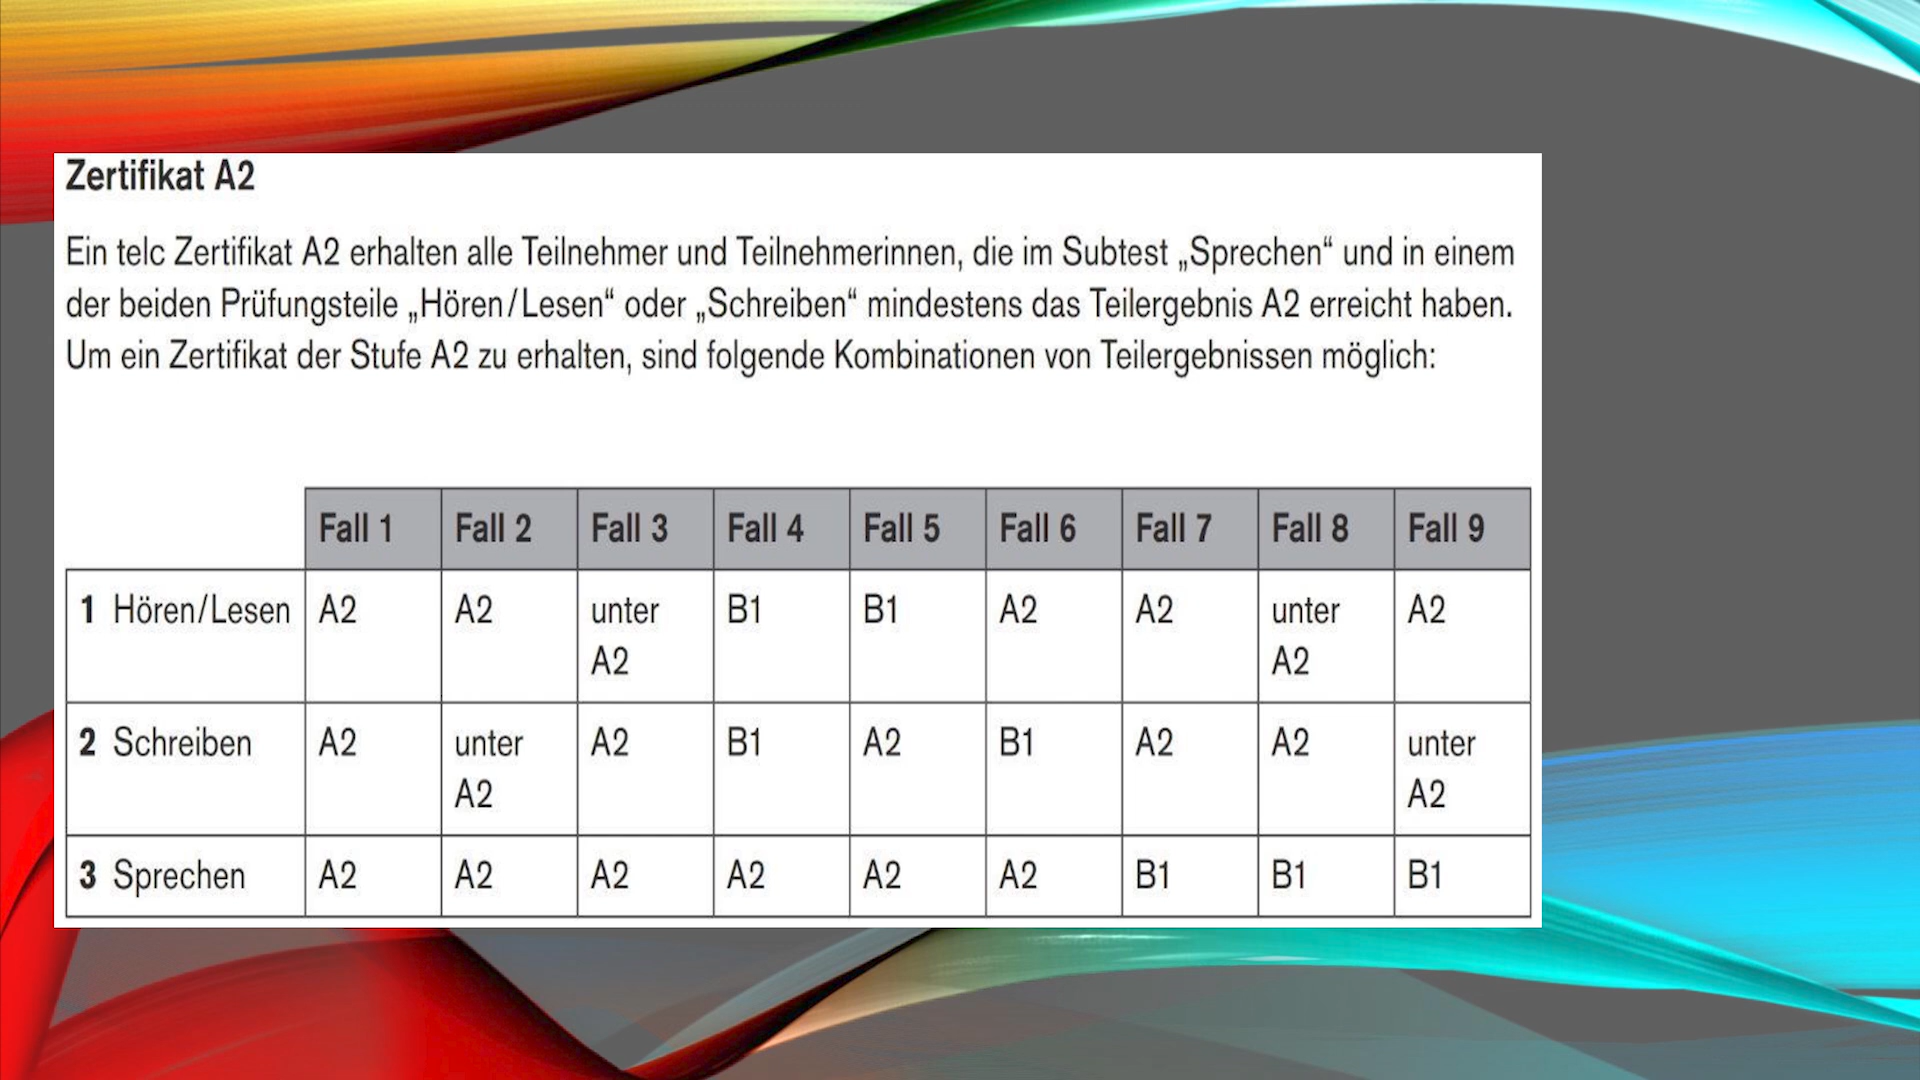 Zertifikat A2
Ein telc Zertifikat A2 erhalten alle Teilnehmer und Teilnehmerinnen, die im Subtest „Sprechen“ und in einem
der beiden Prüfungsteile „Hören/Lesen“ oder „Schreiben“ mindestens das Teilergebnis A2 erreicht haben.
Um ein Zertifikat der Stufe A2 zu erhalten, sind folgende Kombinationen von Teilergebnissen möglich:
Fall 1 Fall 2 Fall 3 Fall 4 Fall 5 Fall 6 Fall 7 Fall 8 Fall 9
1 Hören/Lesen A2 A2 unter A2 B1 B1 A2 A2 unter A2 A2
2 Schreiben A2 unter A2 A2 B1 A2 B1 A2 A2 unter A2
3 Sprechen A2 A2 A2 A2 A2 A2 B1 B1 B1